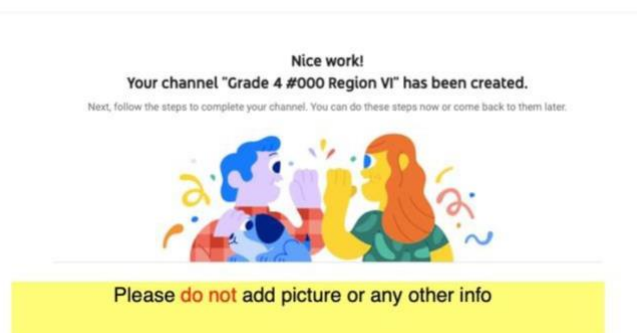 Nice work!
Your channel "Grade 4 #000 Region VI" has been created.
Next, follow the steps to complete your channel. You can do these steps now or come back to them later.
Please do not add picture or any other info